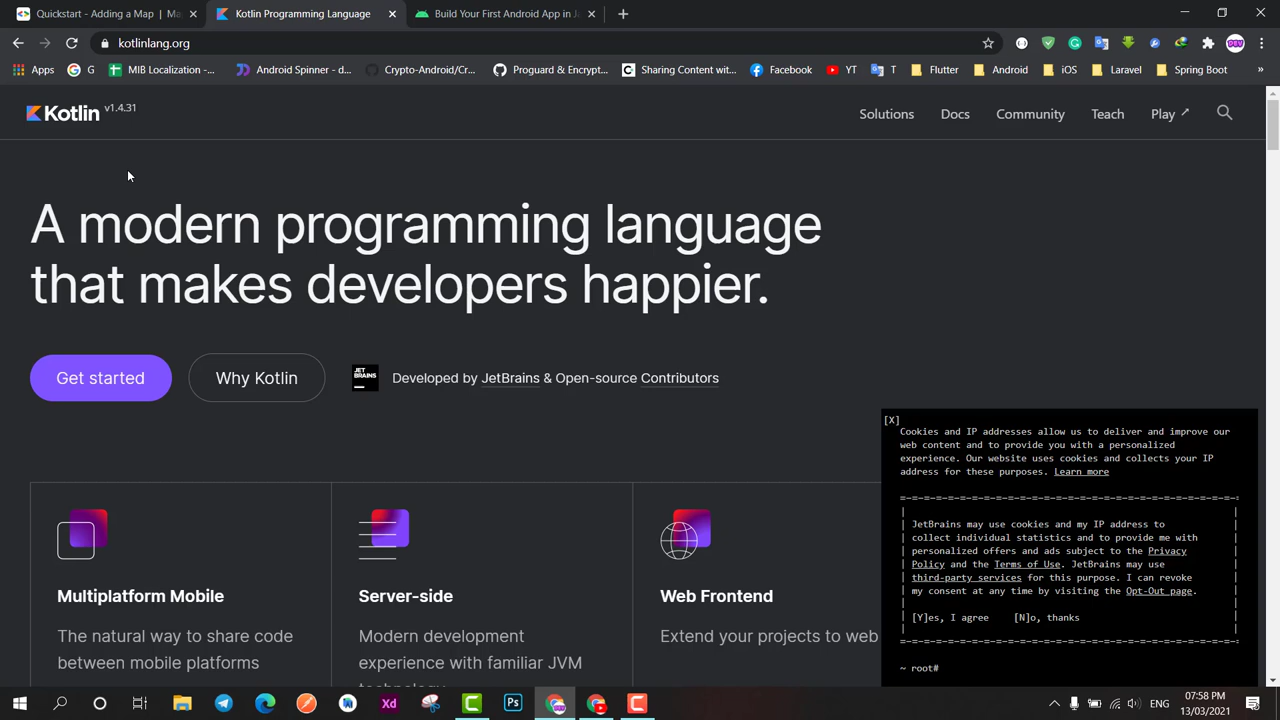 Quickstart - Adding a Map | Ma
Kotlin Programming Language
Build Your First Android App in Ja
kotlinlang.org
Apps
G
MIB Localization -...
Android Spinner - d...
Crypto-Android/Cr...
Proguard & Encrypt...
Sharing Content wit...
Facebook
YT
T
Flutter
Android
iOS
Laravel
Spring Boot
»
Kotlin v1.4.31
Solutions
Docs
Community
Teach
Play
A modern programming language
that makes developers happier.
Get started
Why Kotlin
JET
BRAINS
Developed by JetBrains & Open-source Contributors
[X]
Cookies and IP addresses allow us to deliver and improve our
web content and to provide you with a personalized
experience. Our website uses cookies and collects your IP
address for these purposes. Learn more
JetBrains may use cookies and my IP address to
collect individual statistics and to provide me with
personalized offers and ads subject to the Privacy
Policy and the Terms of Use. JetBrains may use
third-party services for this purpose. I can revoke
my consent at any time by visiting the Opt-Out page.
[Y]es, I agree [N]o, thanks
~ root#
Multiplatform Mobile
The natural way to share code
between mobile platforms
Server-side
Modern development
experience with familiar JVM
Web Frontend
Extend your projects to web
Xd
Ps
DEV
ENG
07:58 PM
13/03/2021